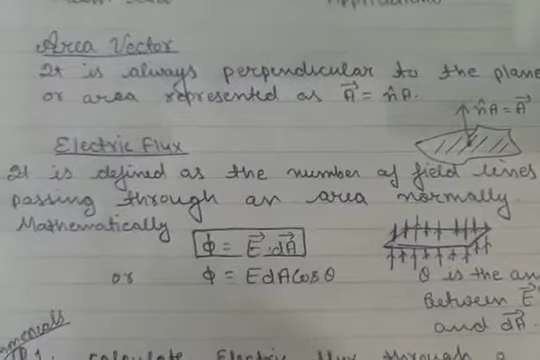 Area Vector
It is always perpendicular to the plane
or area represented as A⃗ = n̂A.
n̂A = A⃗
Electric Flux
It is defined as the number of field lines
passing through an area normally.
Mathematically
ϕ = E⃗.dA⃗
or ϕ = EdACosθ
θ is the an
Between E⃗
and dA⃗.
Calculate Electric flux through a